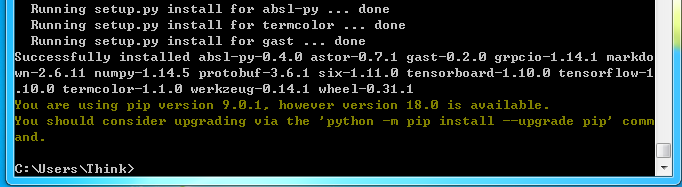 Running setup.py install for absl-py ... done
Running setup.py install for termcolor ... done
Running setup.py install for gast ... done
Successfully installed absl-py-0.4.0 astor-0.7.1 gast-0.2.0 grpcio-1.14.1 markdo
wn-2.6.11 numpy-1.14.5 protobuf-3.6.1 six-1.11.0 tensorboard-1.10.0 tensorflow-1
.10.0 termcolor-1.1.0 werkzeug-0.14.1 wheel-0.31.1
You are using pip version 9.0.1, however version 18.0 is available.
You should consider upgrading via the 'python -m pip install --upgrade pip' comm
and.
C:\Users\Think>